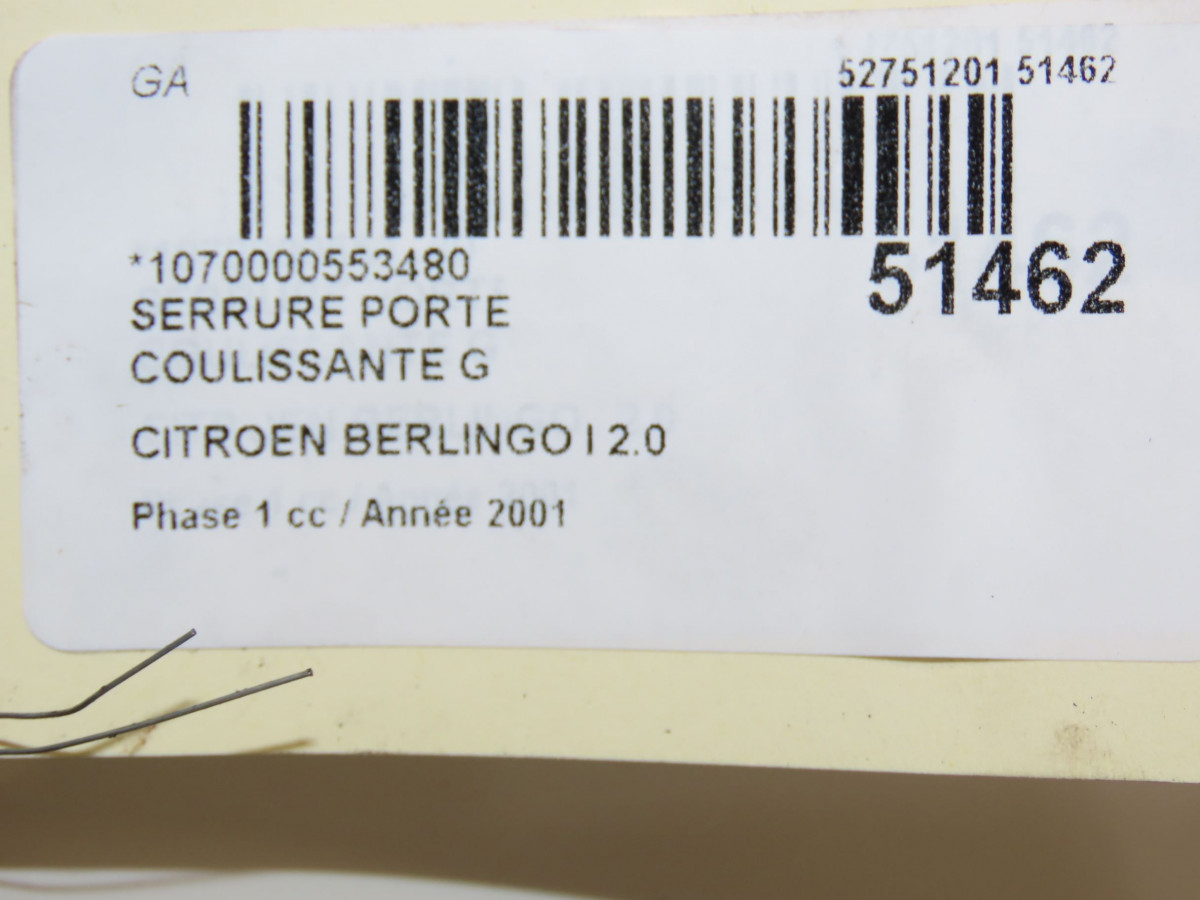 GA
52751201 51462
*1070000553480
51462
SERRURE PORTE
COULISSANTE G
CITROEN BERLINGO I 2.0
Phase 1 cc / Année 2001